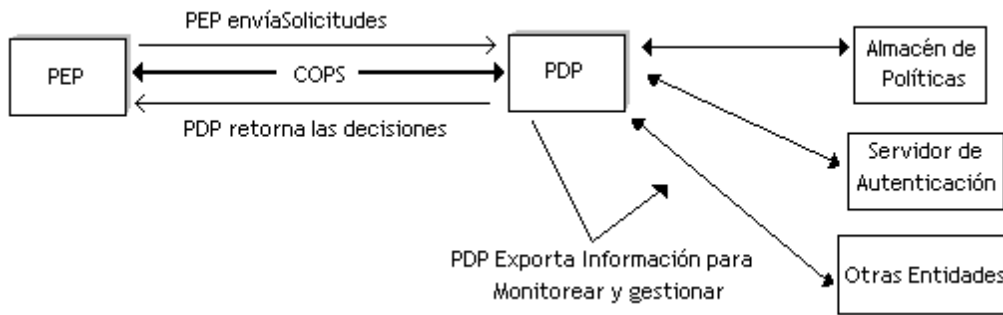 PEP envíaSolicitudes
PEP
COPS
PDP
PDP retorna las decisiones
Almacén de
Políticas
Servidor de
Autenticación
PDP Exporta Información para
Monitorear y gestionar
Otras Entidades